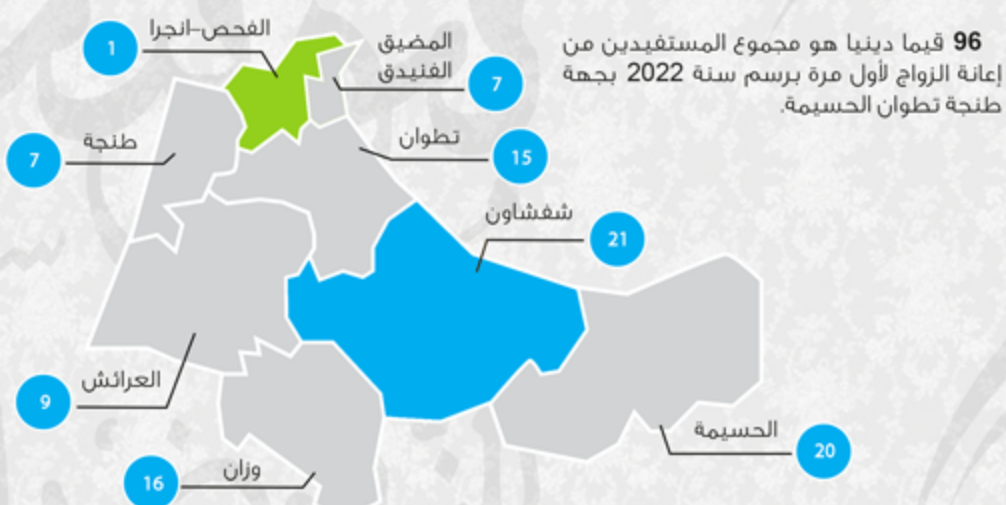 96 قيما دينيا هو مجموع المستفيدين من
إعانة الزواج لأول مرة برسم سنة 2022 بجهة
طنجة تطوان الحسيمة.
الفحص-انجرا
1
المضيق
الفنيدق
7
طنجة
7
تطوان
15
شفشاون
21
العرائش
9
الحسيمة
20
وزان
16